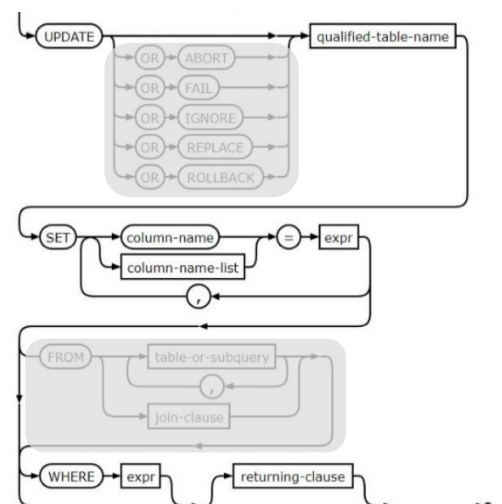 UPDATE qualified-table-name
OR ABORT
OR FAIL
OR IGNORE
OR REPLACE
OR ROLLBACK
SET column-name = expr
column-name-list
,
FROM table-or-subquery
,
join-clause
WHERE expr returning-clause